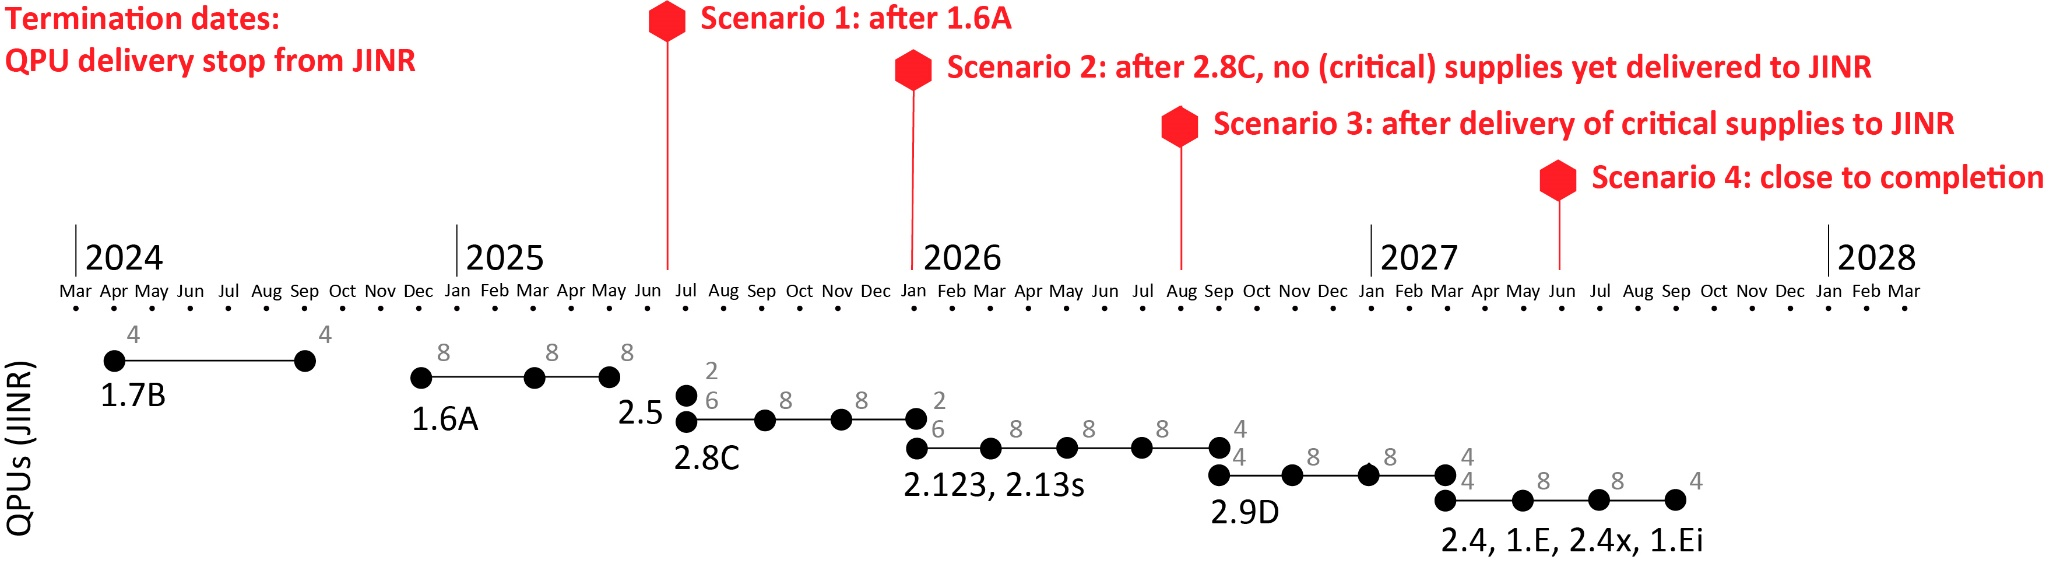 Termination dates:
QPU delivery stop from JINR
Scenario 1: after 1.6A
Scenario 2: after 2.8C, no (critical) supplies yet delivered to JINR
Scenario 3: after delivery of critical supplies to JINR
Scenario 4: close to completion
2024 2025 2026 2027 2028
Mar Apr May Jun Jul Aug Sep Oct Nov Dec Jan Feb Mar Apr May Jun Jul Aug Sep Oct Nov Dec Jan Feb Mar Apr May Jun Jul Aug Sep Oct Nov Dec Jan Feb Mar Apr May Jun Jul Aug Sep Oct Nov Dec Jan Feb Mar
QPUs (JINR)
4 4
1.7B
8 8 8
1.6A
2
2.5
6 8 8 2
2.8C
6 8 8 8 4
2.123, 2.13s
4 8 8 4
2.9D
4 8 8 4
2.4, 1.E, 2.4x, 1.Ei